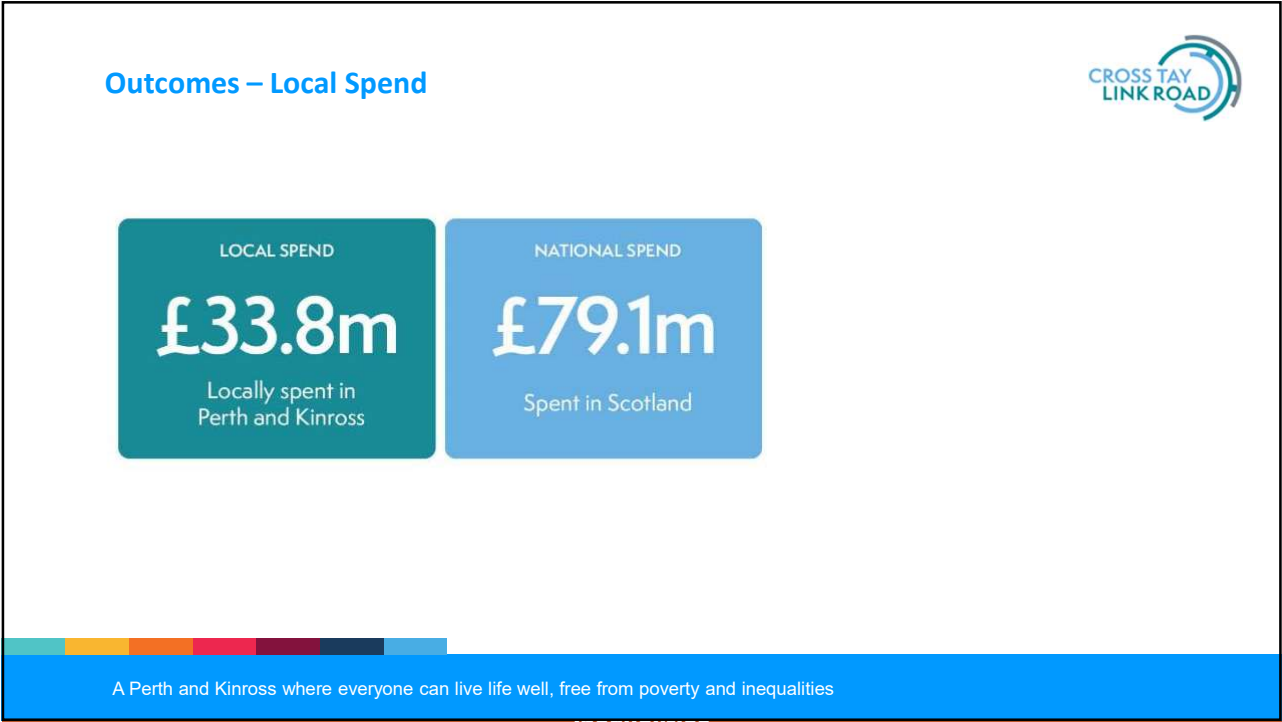 Outcomes – Local Spend
CROSS TAY
LINK ROAD
LOCAL SPEND
£33.8m
Locally spent in
Perth and Kinross
NATIONAL SPEND
£79.1m
Spent in Scotland
A Perth and Kinross where everyone can live life well, free from poverty and inequalities